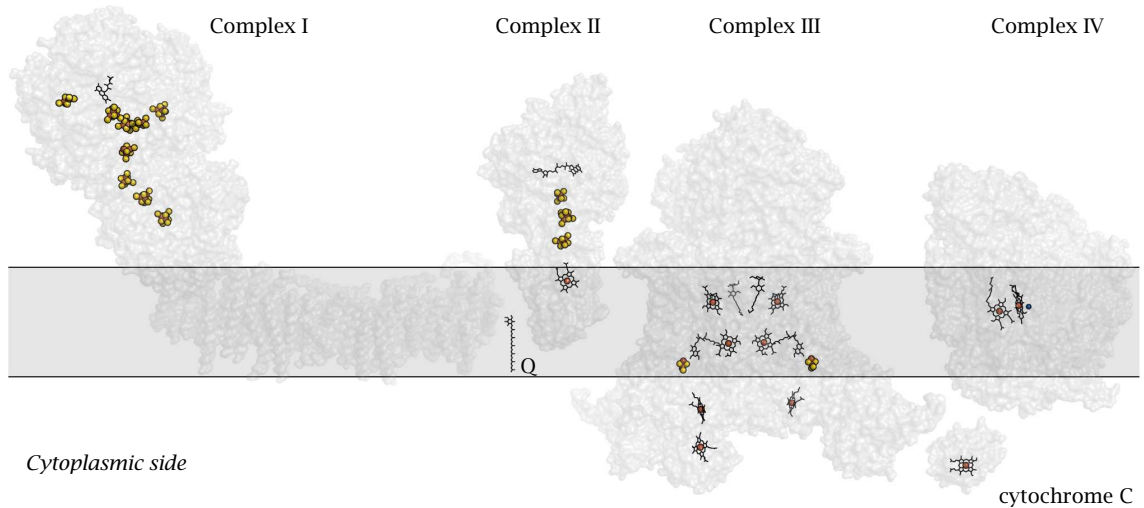 Complex I
Complex II
Complex III
Complex IV
Q
Cytoplasmic side
cytochrome C